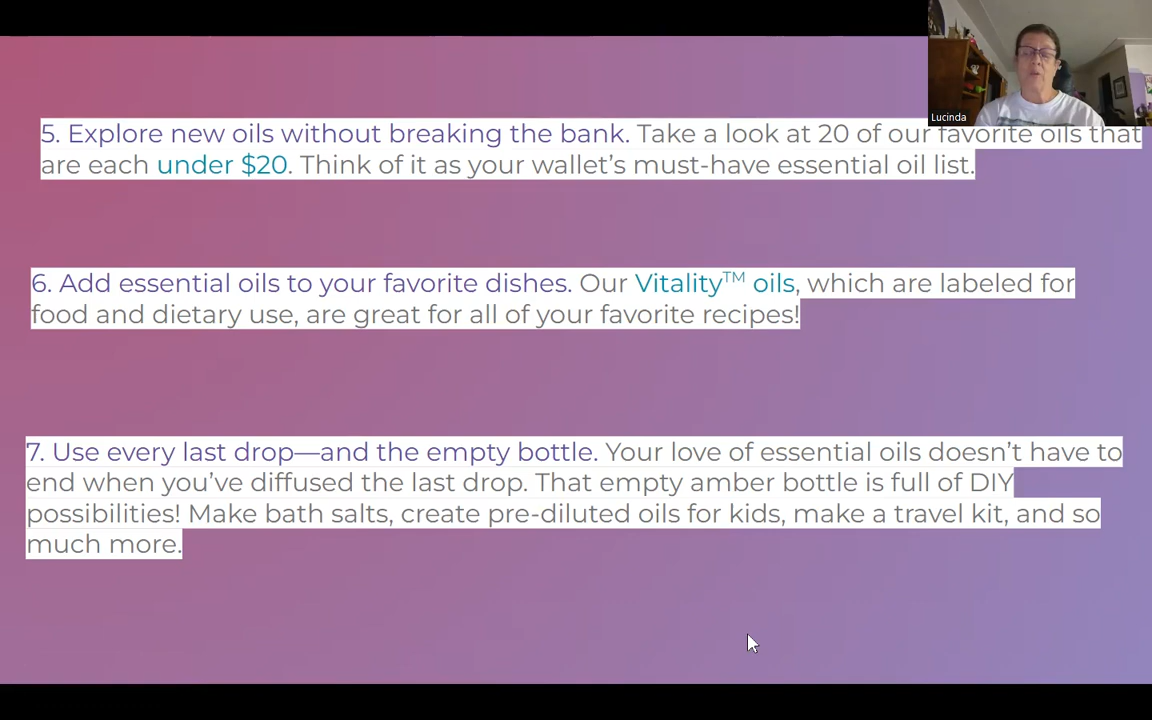 Lucinda
5. Explore new oils without breaking the bank. Take a look at 20 of our favorite oils that
are each under $20. Think of it as your wallet’s must-have essential oil list.
6. Add essential oils to your favorite dishes. Our Vitality™ oils, which are labeled for
food and dietary use, are great for all of your favorite recipes!
7. Use every last drop—and the empty bottle. Your love of essential oils doesn’t have to
end when you’ve diffused the last drop. That empty amber bottle is full of DIY
possibilities! Make bath salts, create pre-diluted oils for kids, make a travel kit, and so
much more.